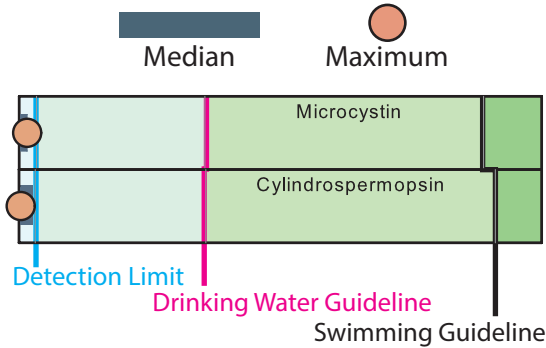 Median
Maximum
Microcystin
Cylindrospermopsin
Detection Limit
Drinking Water Guideline
Swimming Guideline